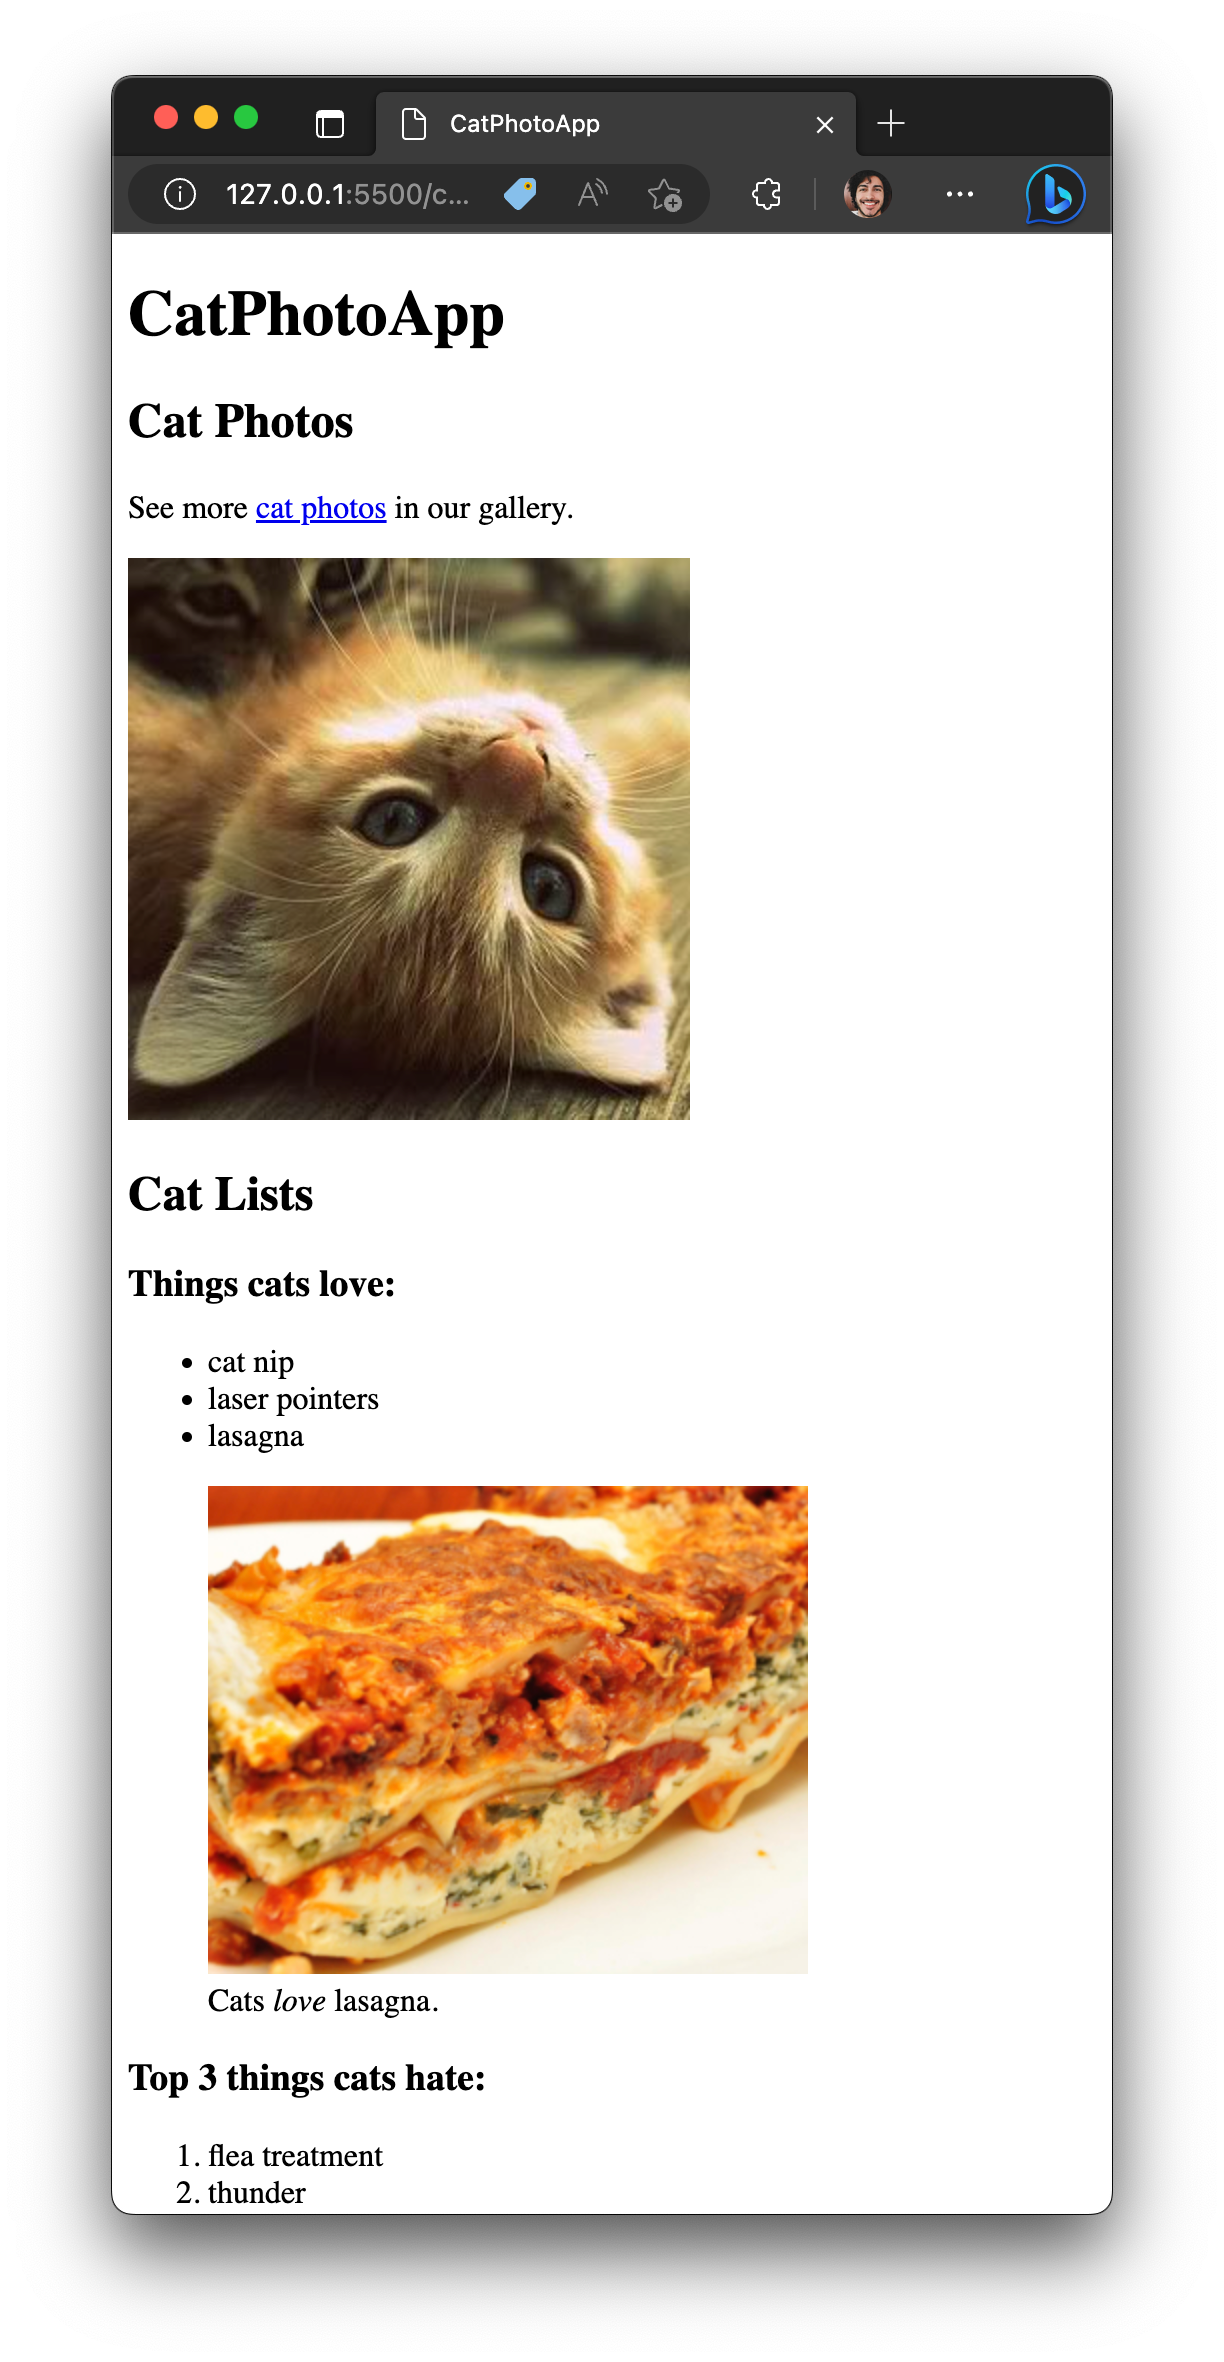 CatPhotoApp
127.0.0.1:5500/c...
CatPhotoApp
Cat Photos
See more cat photos in our gallery.
Cat Lists
Things cats love:
• cat nip
• laser pointers
• lasagna
Cats love lasagna.
Top 3 things cats hate:
1. flea treatment
2. thunder